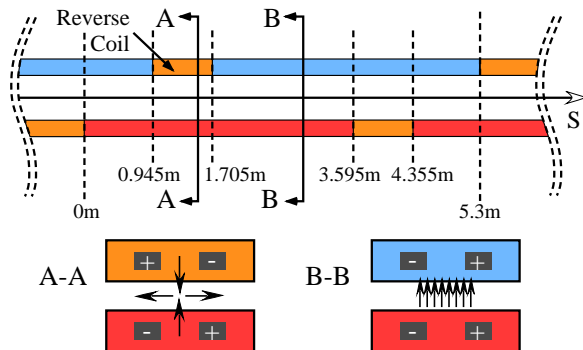 A B
Reverse
Coil
S
A B
0.945m 1.705m 3.595m 4.355m
0m 5.3m
A-A + - B-B - +
- + - +